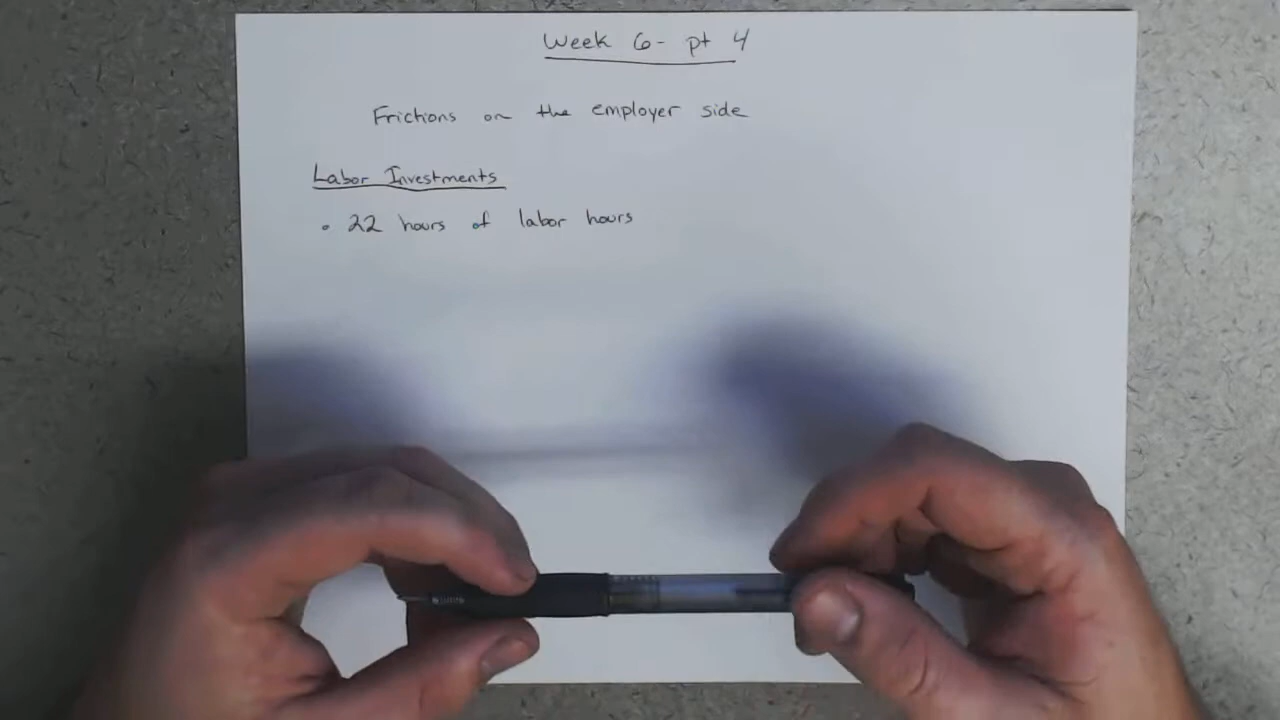 Week 6- pt 4
Frictions on the employer side
Labor Investments
• 22 hours of labor hours